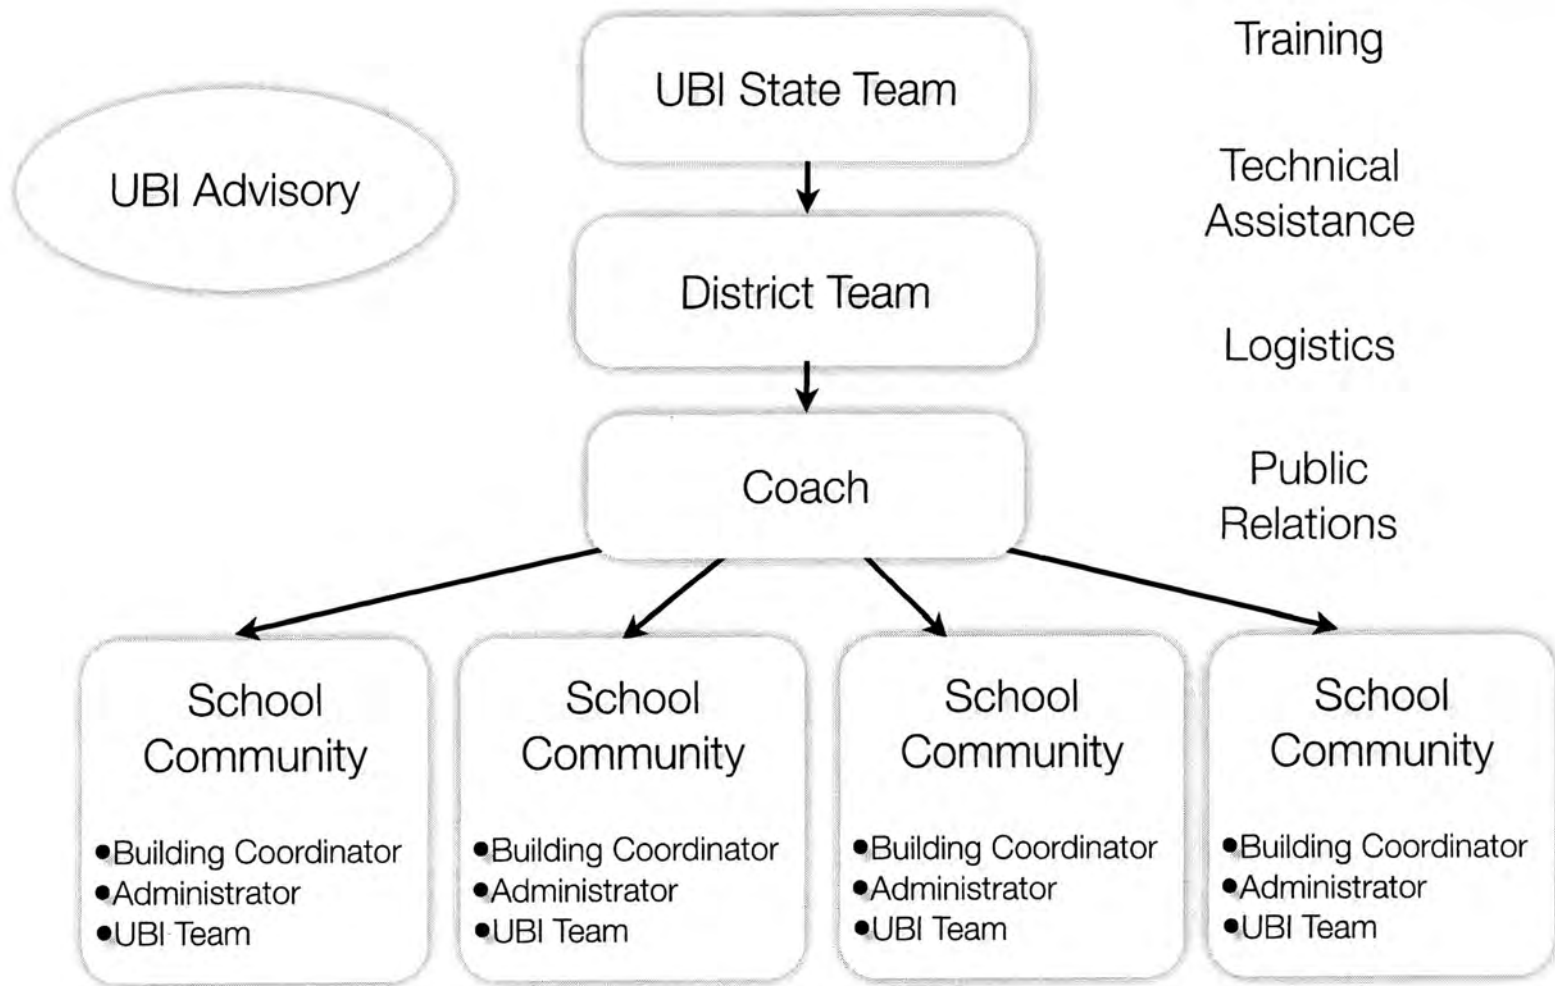 UBI State Team
Training
UBI Advisory
Technical
Assistance
District Team
Logistics
Coach
Public
Relations
School
Community
•Building Coordinator
•Administrator
•UBI Team
School
Community
•Building Coordinator
•Administrator
•UBI Team
School
Community
•Building Coordinator
•Administrator
•UBI Team
School
Community
•Building Coordinator
•Administrator
•UBI Team